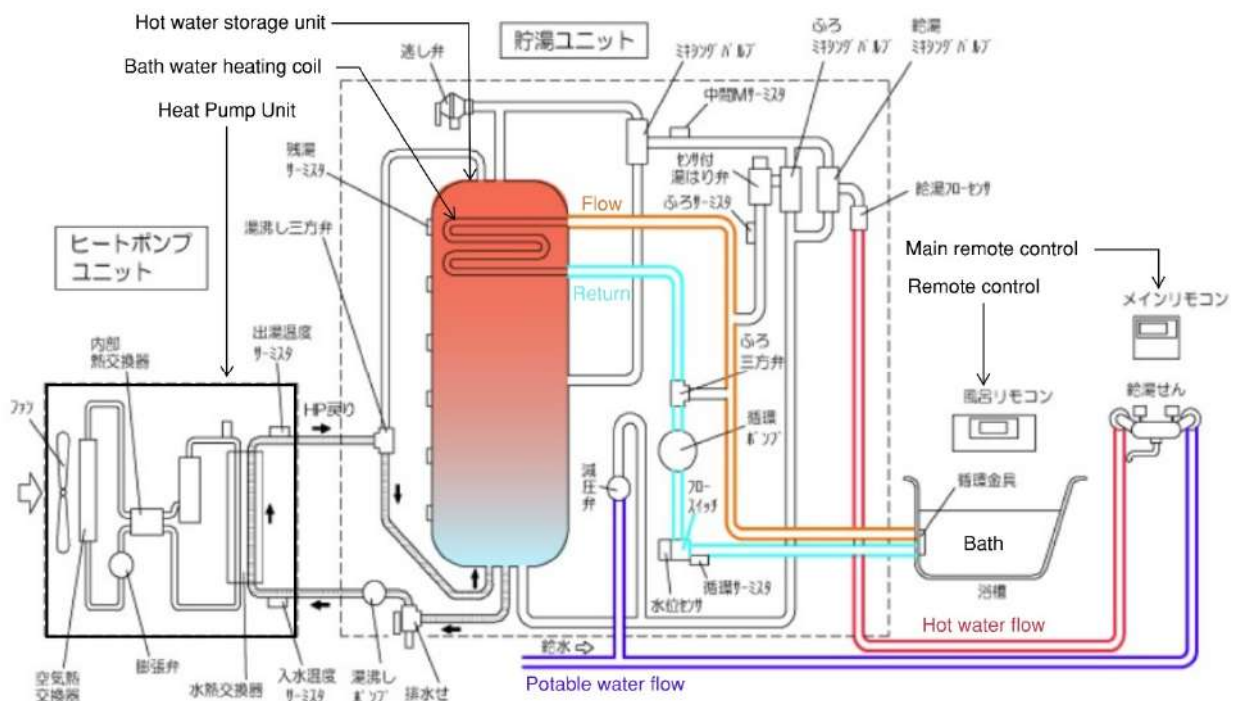 Hot water storage unit
貯湯ユニット
ふろ
ミキシングバルブ
給湯
ミキシングバルブ
ミキシングバルブ
逃し弁
Bath water heating coil
中間Mサーミスタ
Heat Pump Unit
残湯
サーミスタ
センサ付
湯はり弁
Flow
ふろサーミスタ
給湯フローセンサ
湯沸し三方弁
ヒートポンプ
ユニット
Main remote control
Remote control
Return
メインリモコン
出湯温度
サーミスタ
内部
熱交換器
ふろ
三方弁
給湯せん
ファン
HP戻り
風呂リモコン
循環
ポンプ
減圧弁
フロー
スイッチ
循環金具
Bath
浴槽
水位センサ
循環サーミスタ
Hot water flow
給水
膨張弁
空気熱
交換器
水熱交換器
入水温度
サーミスタ
湯沸し
ポンプ
排水せ
Potable water flow